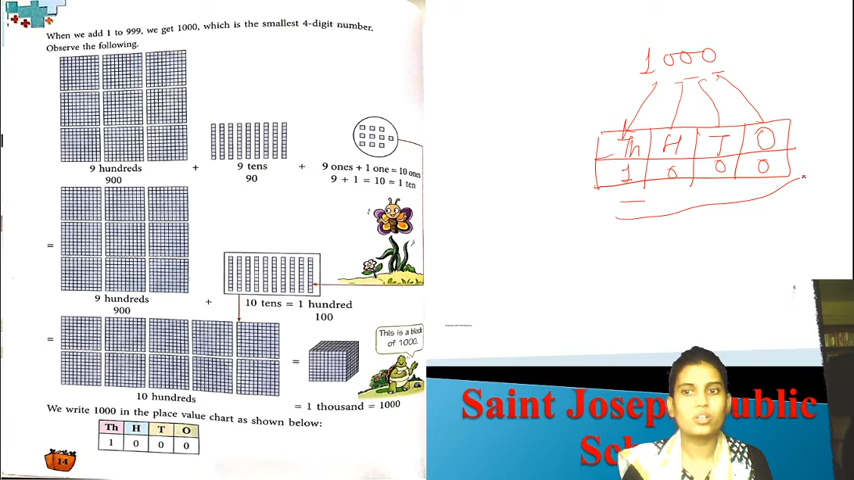 When we add 1 to 999, we get 1000, which is the smallest 4-digit number.
Observe the following.
9 hundreds + 9 tens + 9 ones + 1 one = 10 ones
900 90 9 + 1 = 10 = 1 ten
=
9 hundreds + 10 tens = 1 hundred
900 100
= = This is a block
of 1000.
10 hundreds = 1 thousand = 1000
We write 1000 in the place value chart as shown below:
Th H T O
1 0 0 0
14
1000
Th H T O
1 0 0 0
Saint Joseph Public